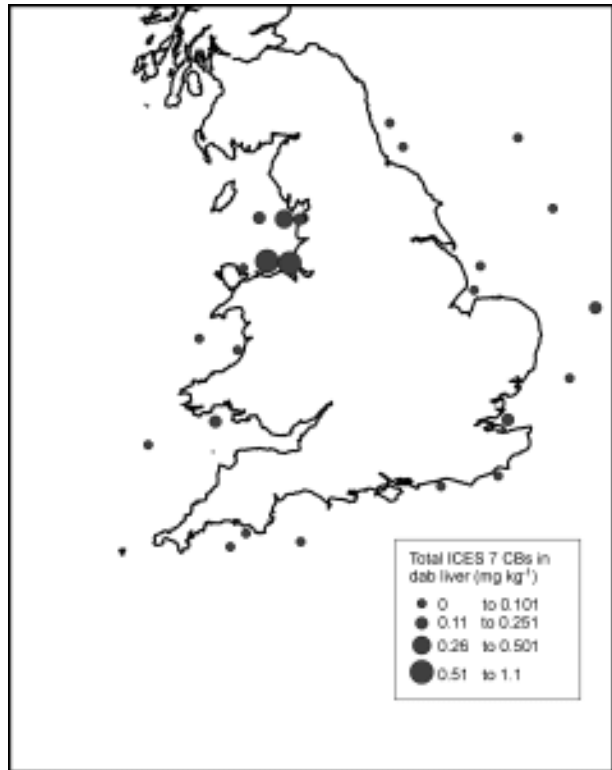 Total ICES 7 CBs in
dab liver (mg kg⁻¹)
0 to 0.101
0.11 to 0.251
0.26 to 0.501
0.51 to 1.1